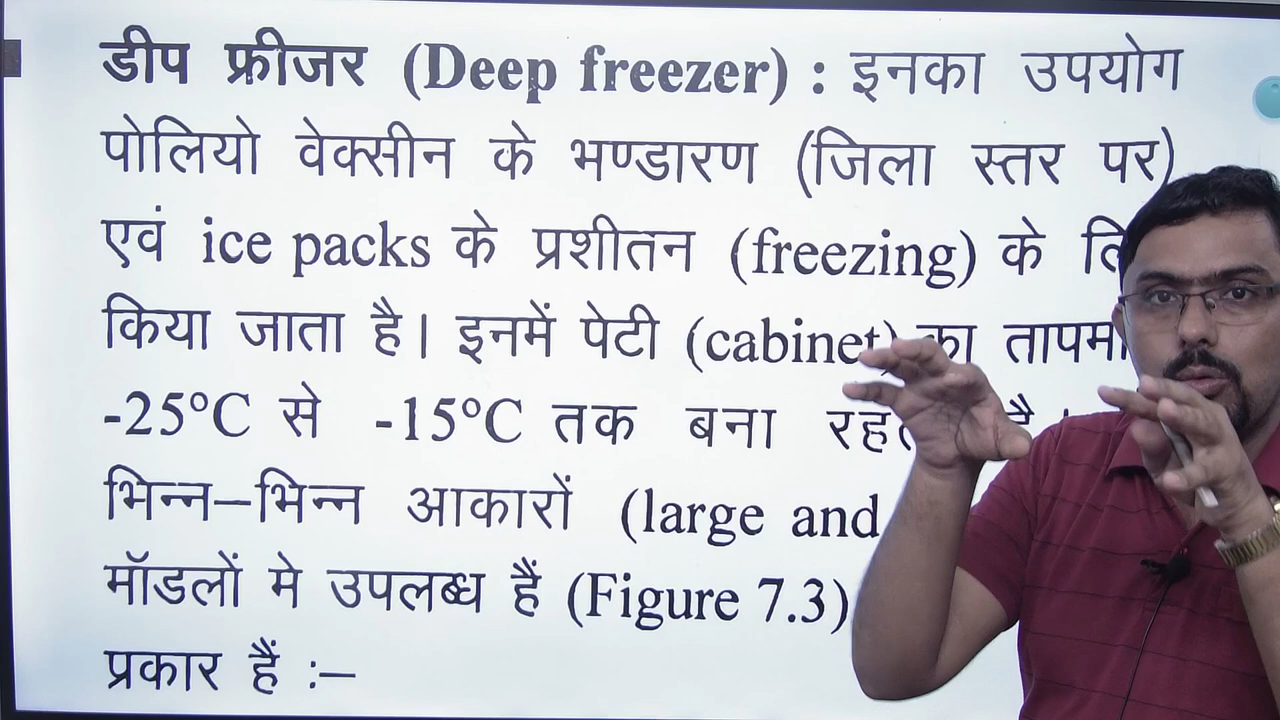 डीप फ्रीजर (Deep freezer) : इनका उपयोग
पोलियो वेक्सीन के भण्डारण (जिला स्तर पर)
एवं ice packs के प्रशीतन (freezing) के
किया जाता है। इनमें पेटी (cabinet) का
-25°C से -15°C तक बना है।
भिन्न–भिन्न आकारों (large and
मॉडलों मे उपलब्ध हैं (Figure 7.3)
प्रकार हैं :–